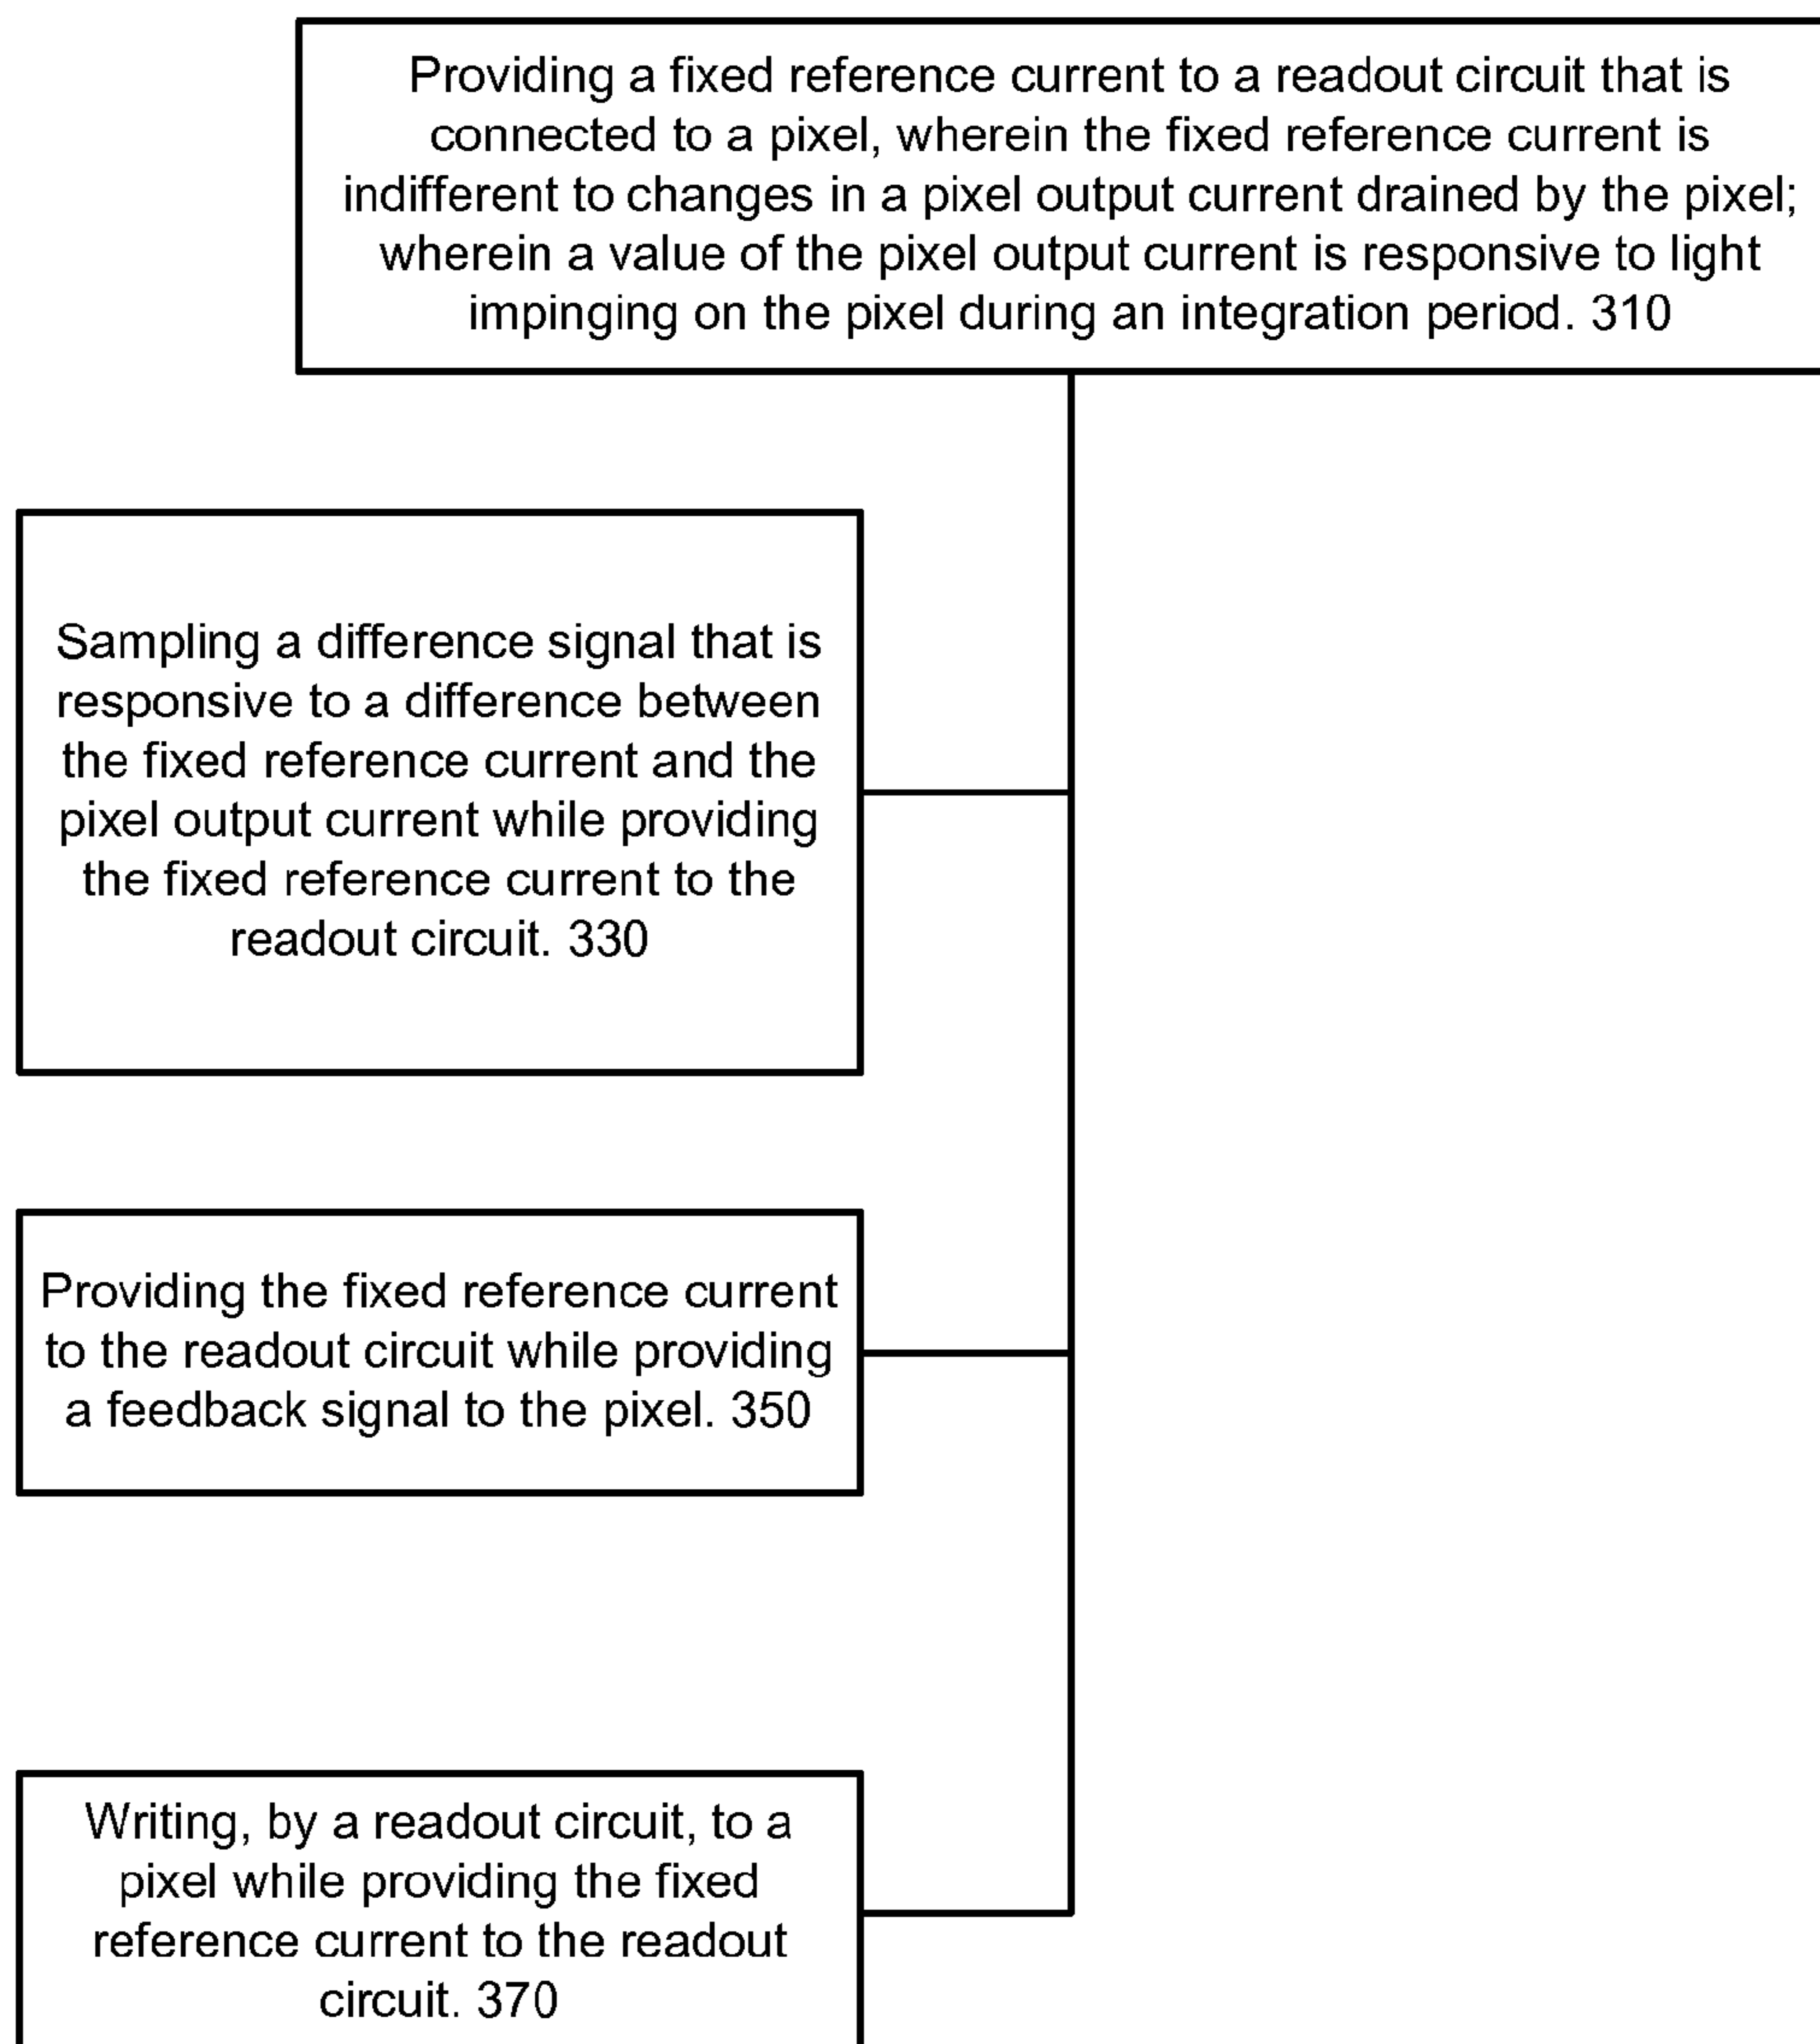 Providing a fixed reference current to a readout circuit that is
connected to a pixel, wherein the fixed reference current is
indifferent to changes in a pixel output current drained by the pixel;
wherein a value of the pixel output current is responsive to light
impinging on the pixel during an integration period. 310
Sampling a difference signal that is
responsive to a difference between
the fixed reference current and the
pixel output current while providing
the fixed reference current to the
readout circuit. 330
Providing the fixed reference current
to the readout circuit while providing
a feedback signal to the pixel. 350
Writing, by a readout circuit, to a
pixel while providing the fixed
reference current to the readout
circuit. 370